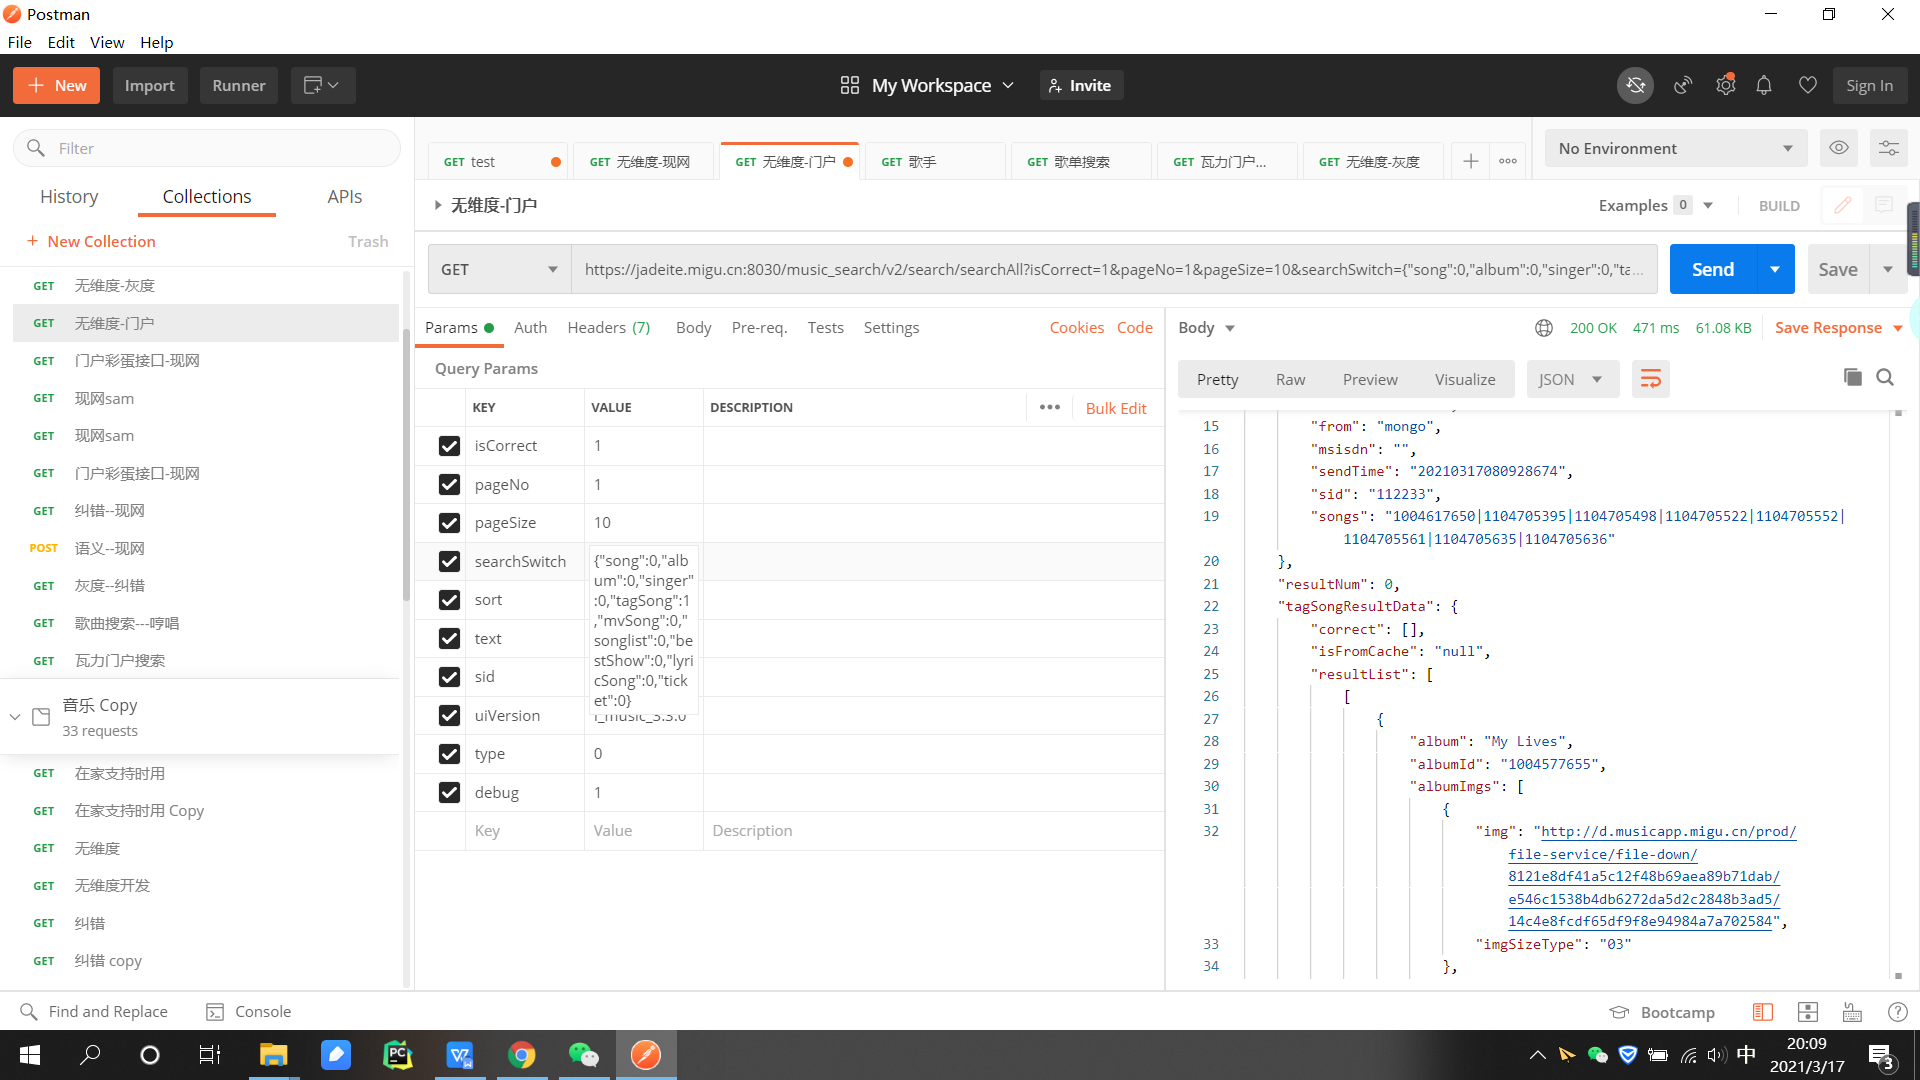 Postman
File Edit View Help
New Import Runner My Workspace Invite Sign In
Filter
History Collections APIs
+ New Collection Trash
GET 无维度-灰度
GET 无维度-门户
GET 门户彩蛋接口-现网
GET 现网sam
GET 现网sam
GET 门户彩蛋接口-现网
GET 纠错--现网
POST 语义--现网
GET 灰度--纠错
GET 歌曲搜索---哼唱
GET 瓦力门户搜索
音乐 Copy
33 requests
GET 在家支持时用
GET 在家支持时用 Copy
GET 无维度
GET 无维度开发
GET 纠错
GET 纠错 copy
GET test GET 无维度-现网 GET 无维度-门户 GET 歌手 GET 歌单搜索 GET 瓦力门户... GET 无维度-灰度
No Environment
无维度-门户
Examples 0 BUILD
GET https://jadeite.migu.cn:8030/music_search/v2/search/searchAll?isCorrect=1&pageNo=1&pageSize=10&searchSwitch={"song":0,"album":0,"singer":0,"ta... Send Save
Params Auth Headers (7) Body Pre-req. Tests Settings Cookies Code
Query Params
KEY VALUE DESCRIPTION ••• Bulk Edit
isCorrect 1
pageNo 1
pageSize 10
searchSwitch
{"song":0,"alb
um":0,"singer"
:0,"tagSong":1
,"mvSong":0,"
songlist":0,"be
stShow":0,"lyri
cSong":0,"tick
et":0}
sort
text
sid
uiVersion i_music_3.3.0
type 0
debug 1
Key Value Description
Body 200 OK 471 ms 61.08 KB Save Response
Pretty Raw Preview Visualize JSON
15 "from": "mongo",
16 "msisdn": "",
17 "sendTime": "20210317080928674",
18 "sid": "112233",
19 "songs": "1004617650|1104705395|1104705498|1104705522|1104705552|
1104705561|1104705635|1104705636"
20 },
21 "resultNum": 0,
22 "tagSongResultData": {
23 "correct": [],
24 "isFromCache": "null",
25 "resultList": [
26 [
27 {
28 "album": "My Lives",
29 "albumId": "1004577655",
30 "albumImgs": [
31 {
32 "img": "http://d.musicapp.migu.cn/prod/
file-service/file-down/
8121e8df41a5c12f48b69aea89b71dab/
e546c1538b4db6272da5d2c2848b3ad5/
14c4e8fcdf65df9f8e94984a7a702584",
33 "imgSizeType": "03"
34 },
Find and Replace Console Bootcamp
中
20:09
2021/3/17
3